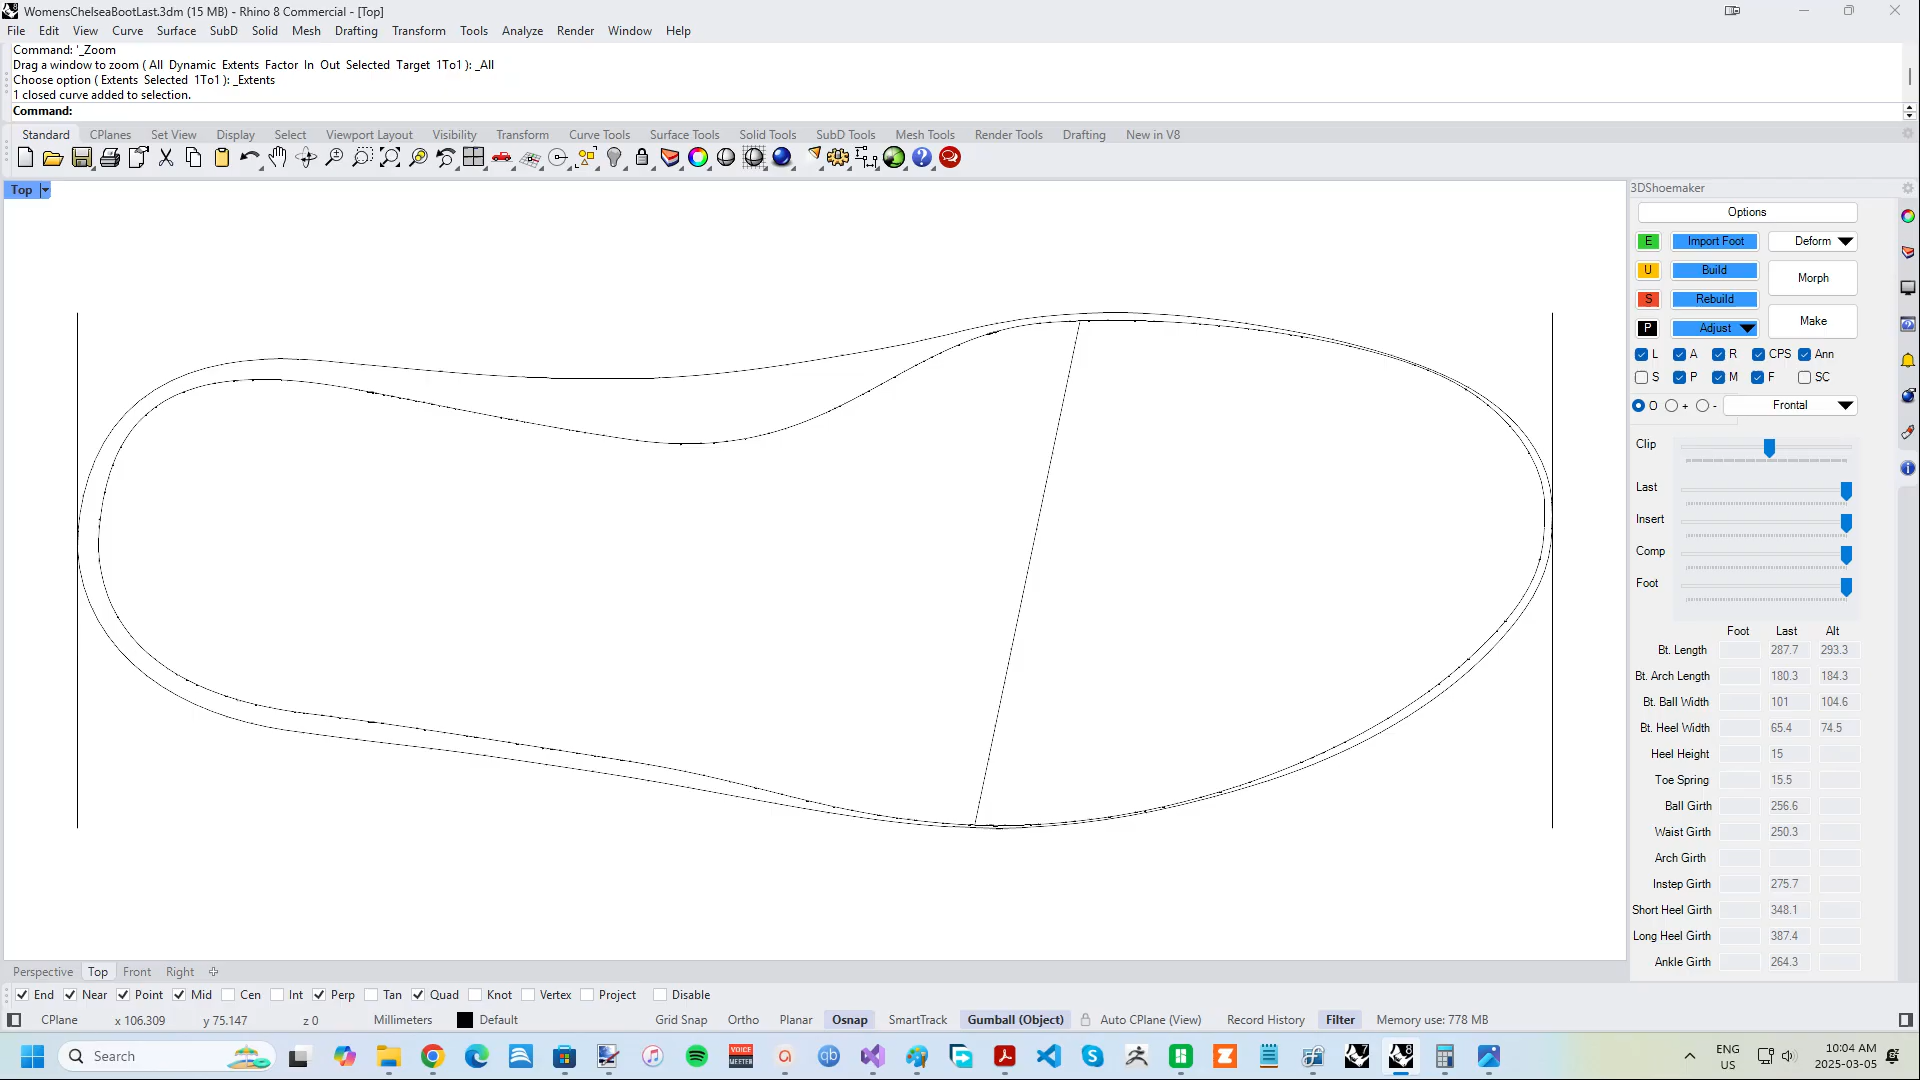 WomensChelseaBootLast.3dm (15 MB) - Rhino 8 Commercial - [Top]
File Edit View Curve Surface SubD Solid Mesh Drafting Transform Tools Analyze Render Window Help
Command: '_Zoom
Drag a window to zoom ( All Dynamic Extents Factor In Out Selected Target 1To1 ): _All
Choose option ( Extents Selected 1To1 ): _Extents
1 closed curve added to selection.
Command:
Standard CPlanes Set View Display Select Viewport Layout Visibility Transform Curve Tools Surface Tools Solid Tools SubD Tools Mesh Tools Render Tools Drafting New in V8
Top
3DShoemaker
Options
E Import Foot Deform
U Build Morph
S Rebuild
P Adjust Make
L A R CPS Ann
S P M F SC
O + - Frontal
Clip
Last
Insert
Comp
Foot
Foot Last Alt
Bt. Length 287.7 293.3
Bt. Arch Length 180.3 184.3
Bt. Ball Width 101 104.6
Bt. Heel Width 65.4 74.5
Heel Height 15
Toe Spring 15.5
Ball Girth 256.6
Waist Girth 250.3
Arch Girth
Instep Girth 275.7
Short Heel Girth 348.1
Long Heel Girth 387.4
Ankle Girth 264.3
Perspective Top Front Right
End Near Point Mid Cen Int Perp Tan Quad Knot Vertex Project Disable
CPlane x 106.309 y 75.147 z 0 Millimeters Default Grid Snap Ortho Planar Osnap SmartTrack Gumball (Object) Auto CPlane (View) Record History Filter Memory use: 778 MB
Search VOICE MEETER qb 7 8 ENG US 10:04 AM 2025-03-05